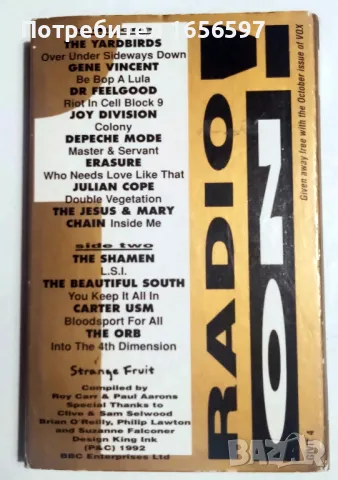 Потребител ©1656597
side one
THE YARDBIRDS
Over Under Sideways Down
GENE VINCENT
Be Bop A Lula
DR FEELGOOD
Riot In Cell Block 9
JOY DIVISION
Colony
DEPECHE MODE
Master & Servant
ERASURE
Who Needs Love Like That
JULIAN COPE
Double Vegetation
THE JESUS & MARY
CHAIN Inside Me
side two
THE SHAMEN
L.S.I.
THE BEAUTIFUL SOUTH
You Keep It All In
CARTER USM
Bloodsport For All
THE ORB
Into The 4th Dimension
Strange Fruit
Compiled by
Roy Carr & Paul Aarons
Special Thanks to
Clive & Sam Selwood
Brian O'Reilly, Philip Lawton
and Suzanne Falconer
Design King Ink
(P&C) 1992
BBC Enterprises Ltd
RADIO
ON!
Given away free with the October issue of VOX
GIVIT 4
BAZAR